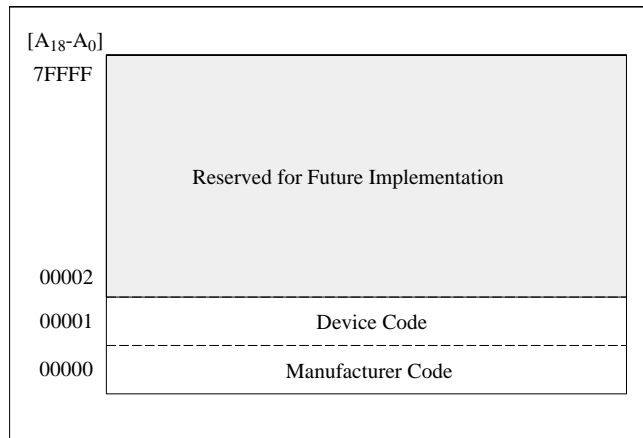 [A18-A0]
7FFFF
Reserved for Future Implementation
00002
00001 Device Code
00000 Manufacturer Code